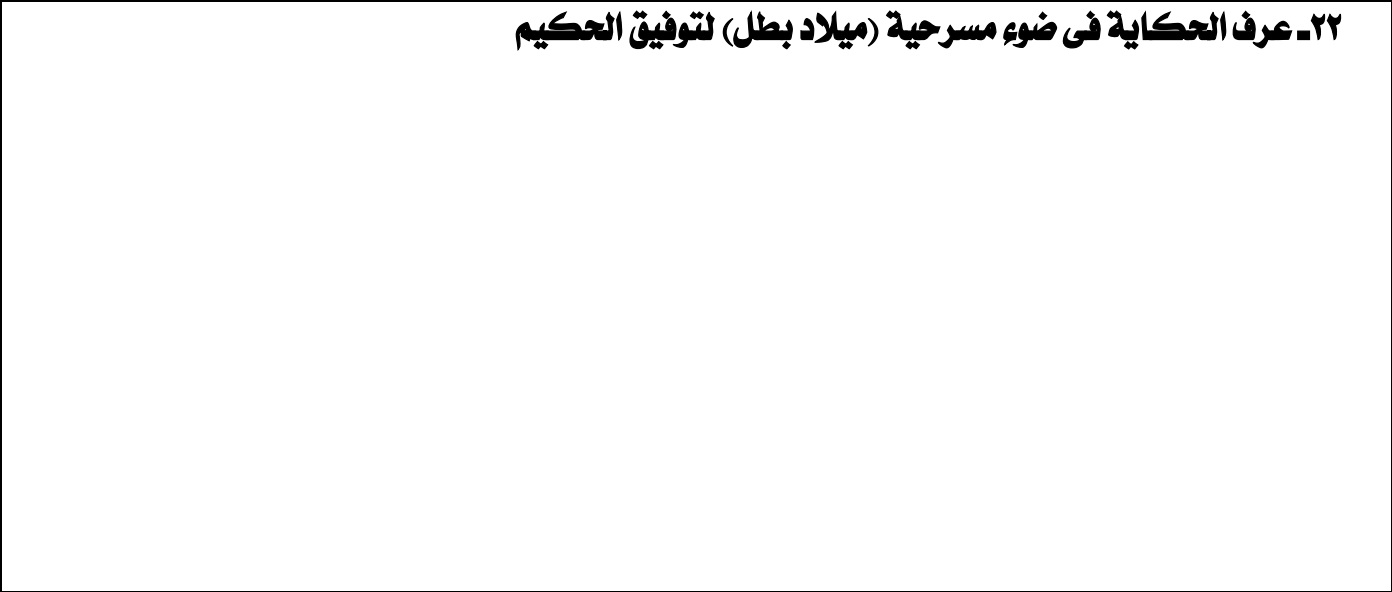 ٢٢ـ عرف الحكاية فى ضوء مسرحية (ميلاد بطل) لتوفيق الحكيم